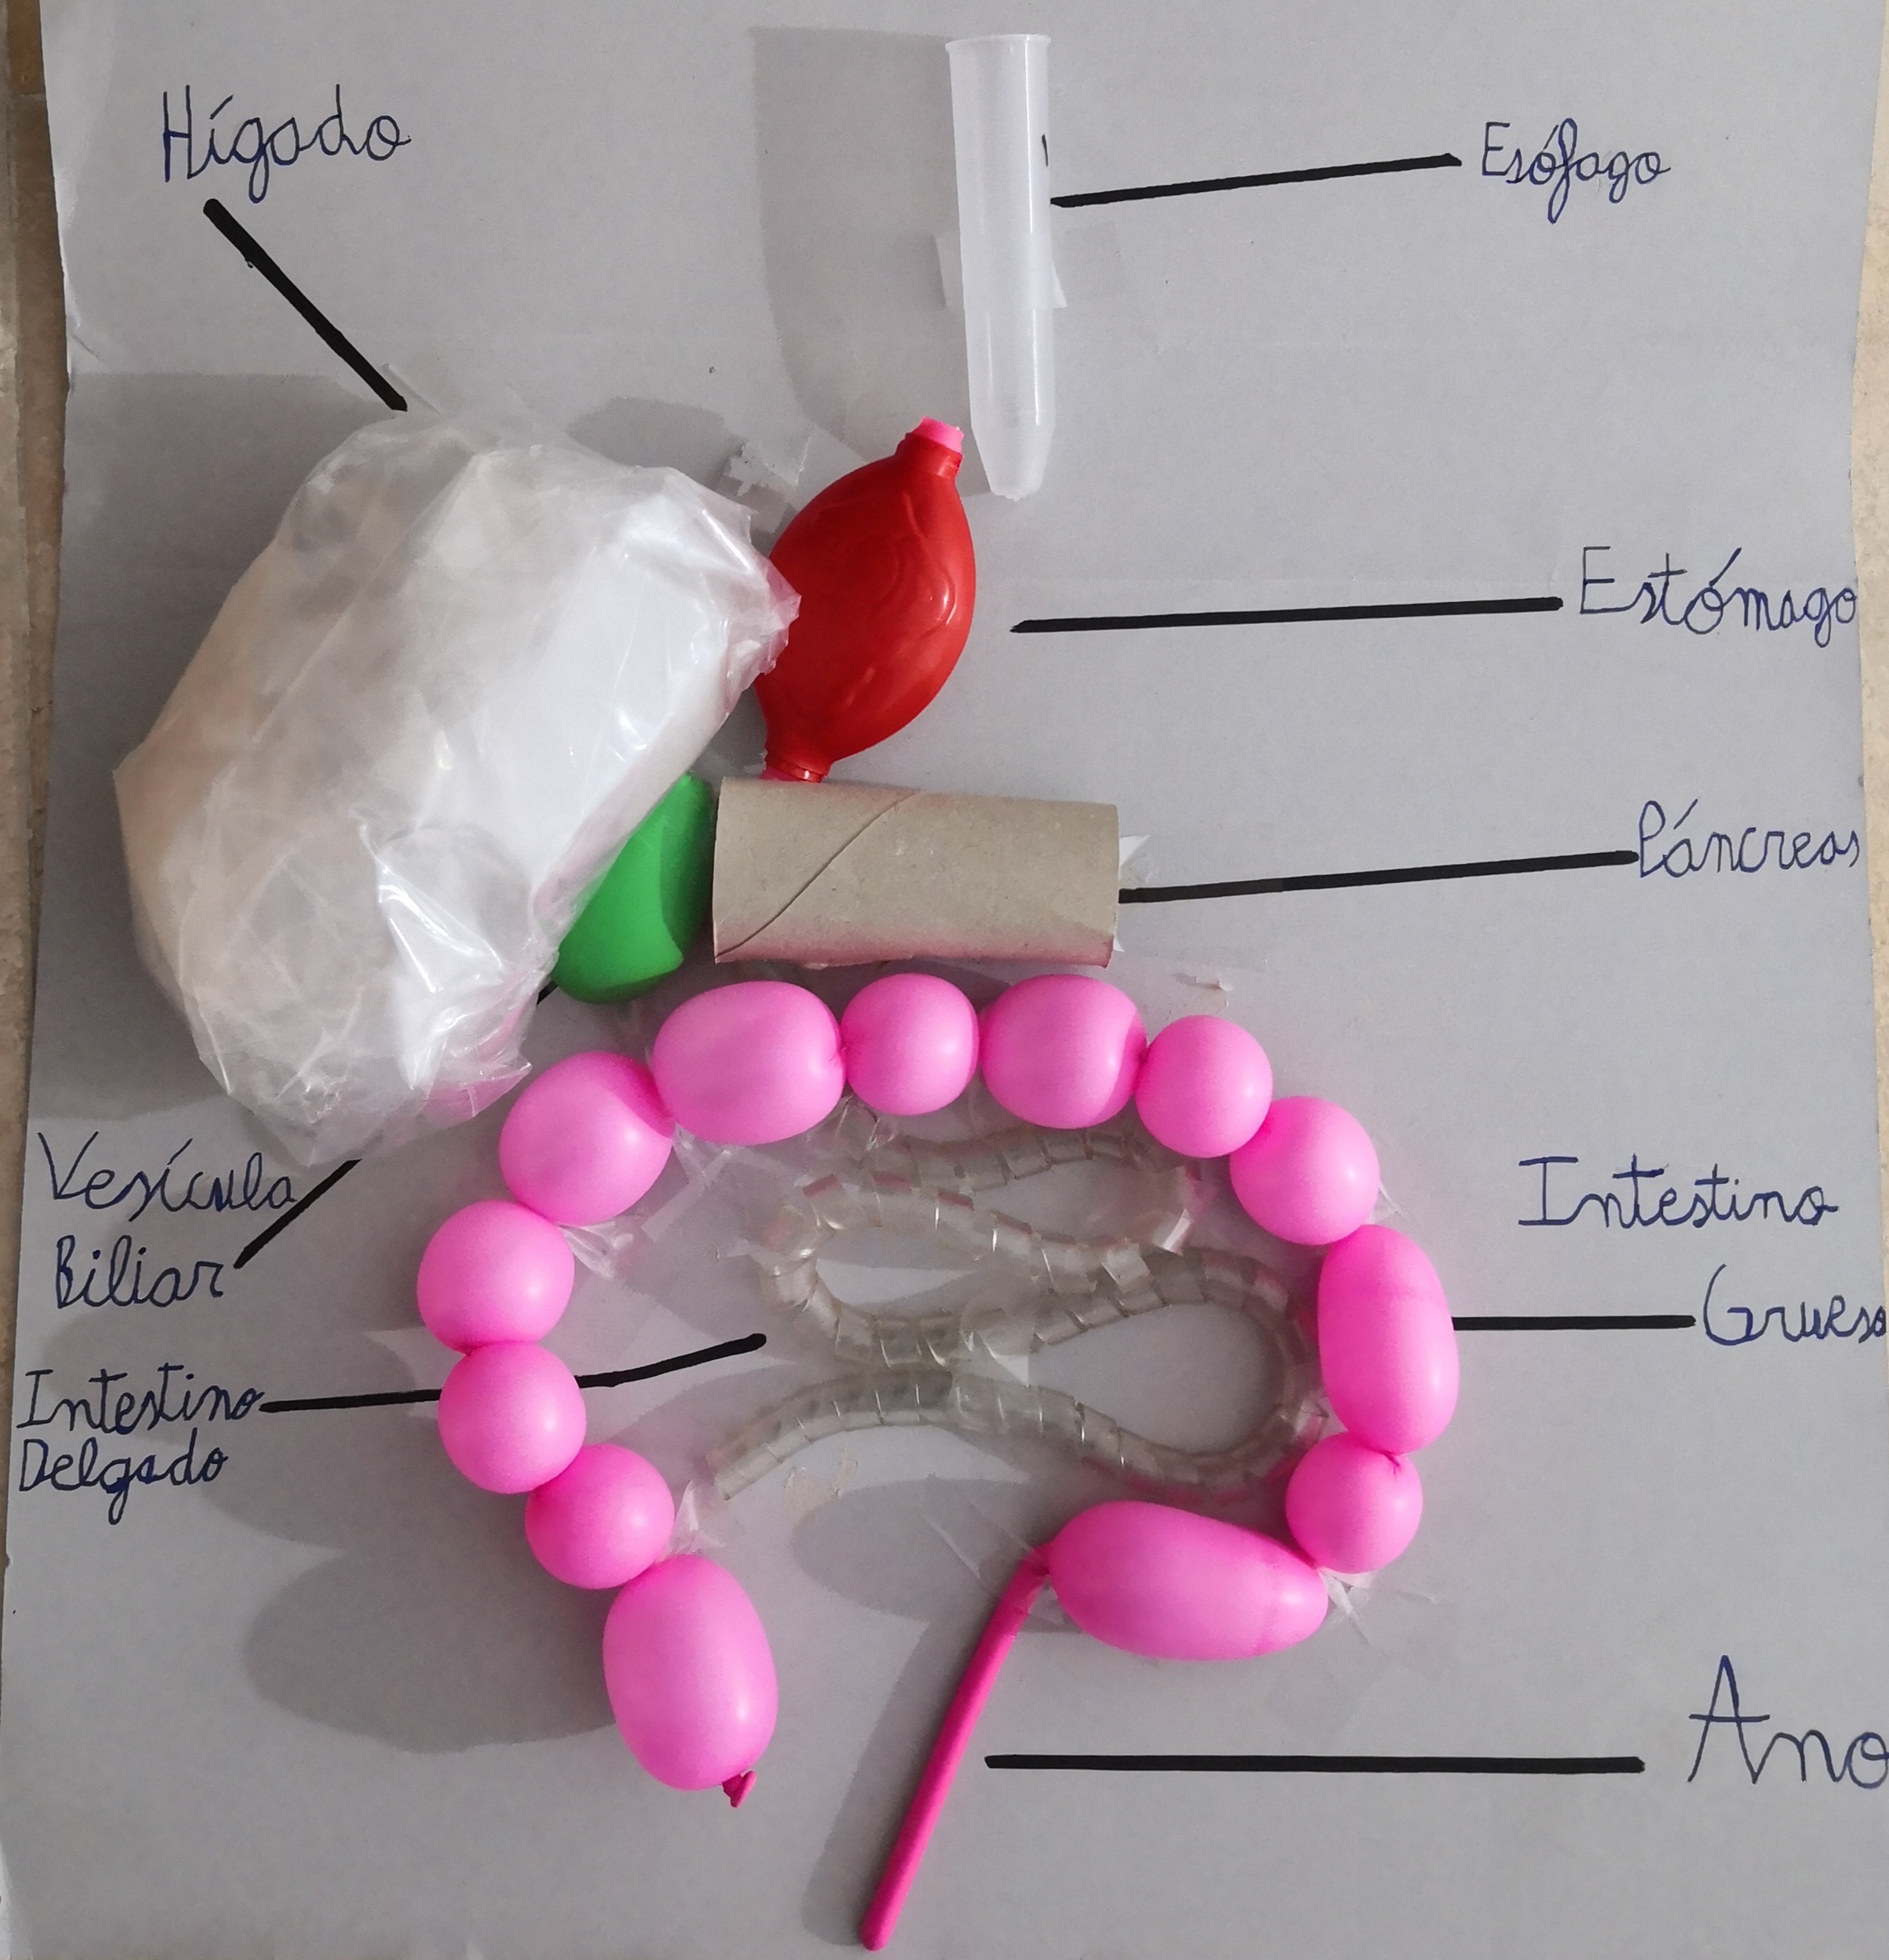 Hígado
Esófago
Estómago
Páncreas
Vesícula
Biliar
Intestino
Grueso
Intestino
Delgado
Ano